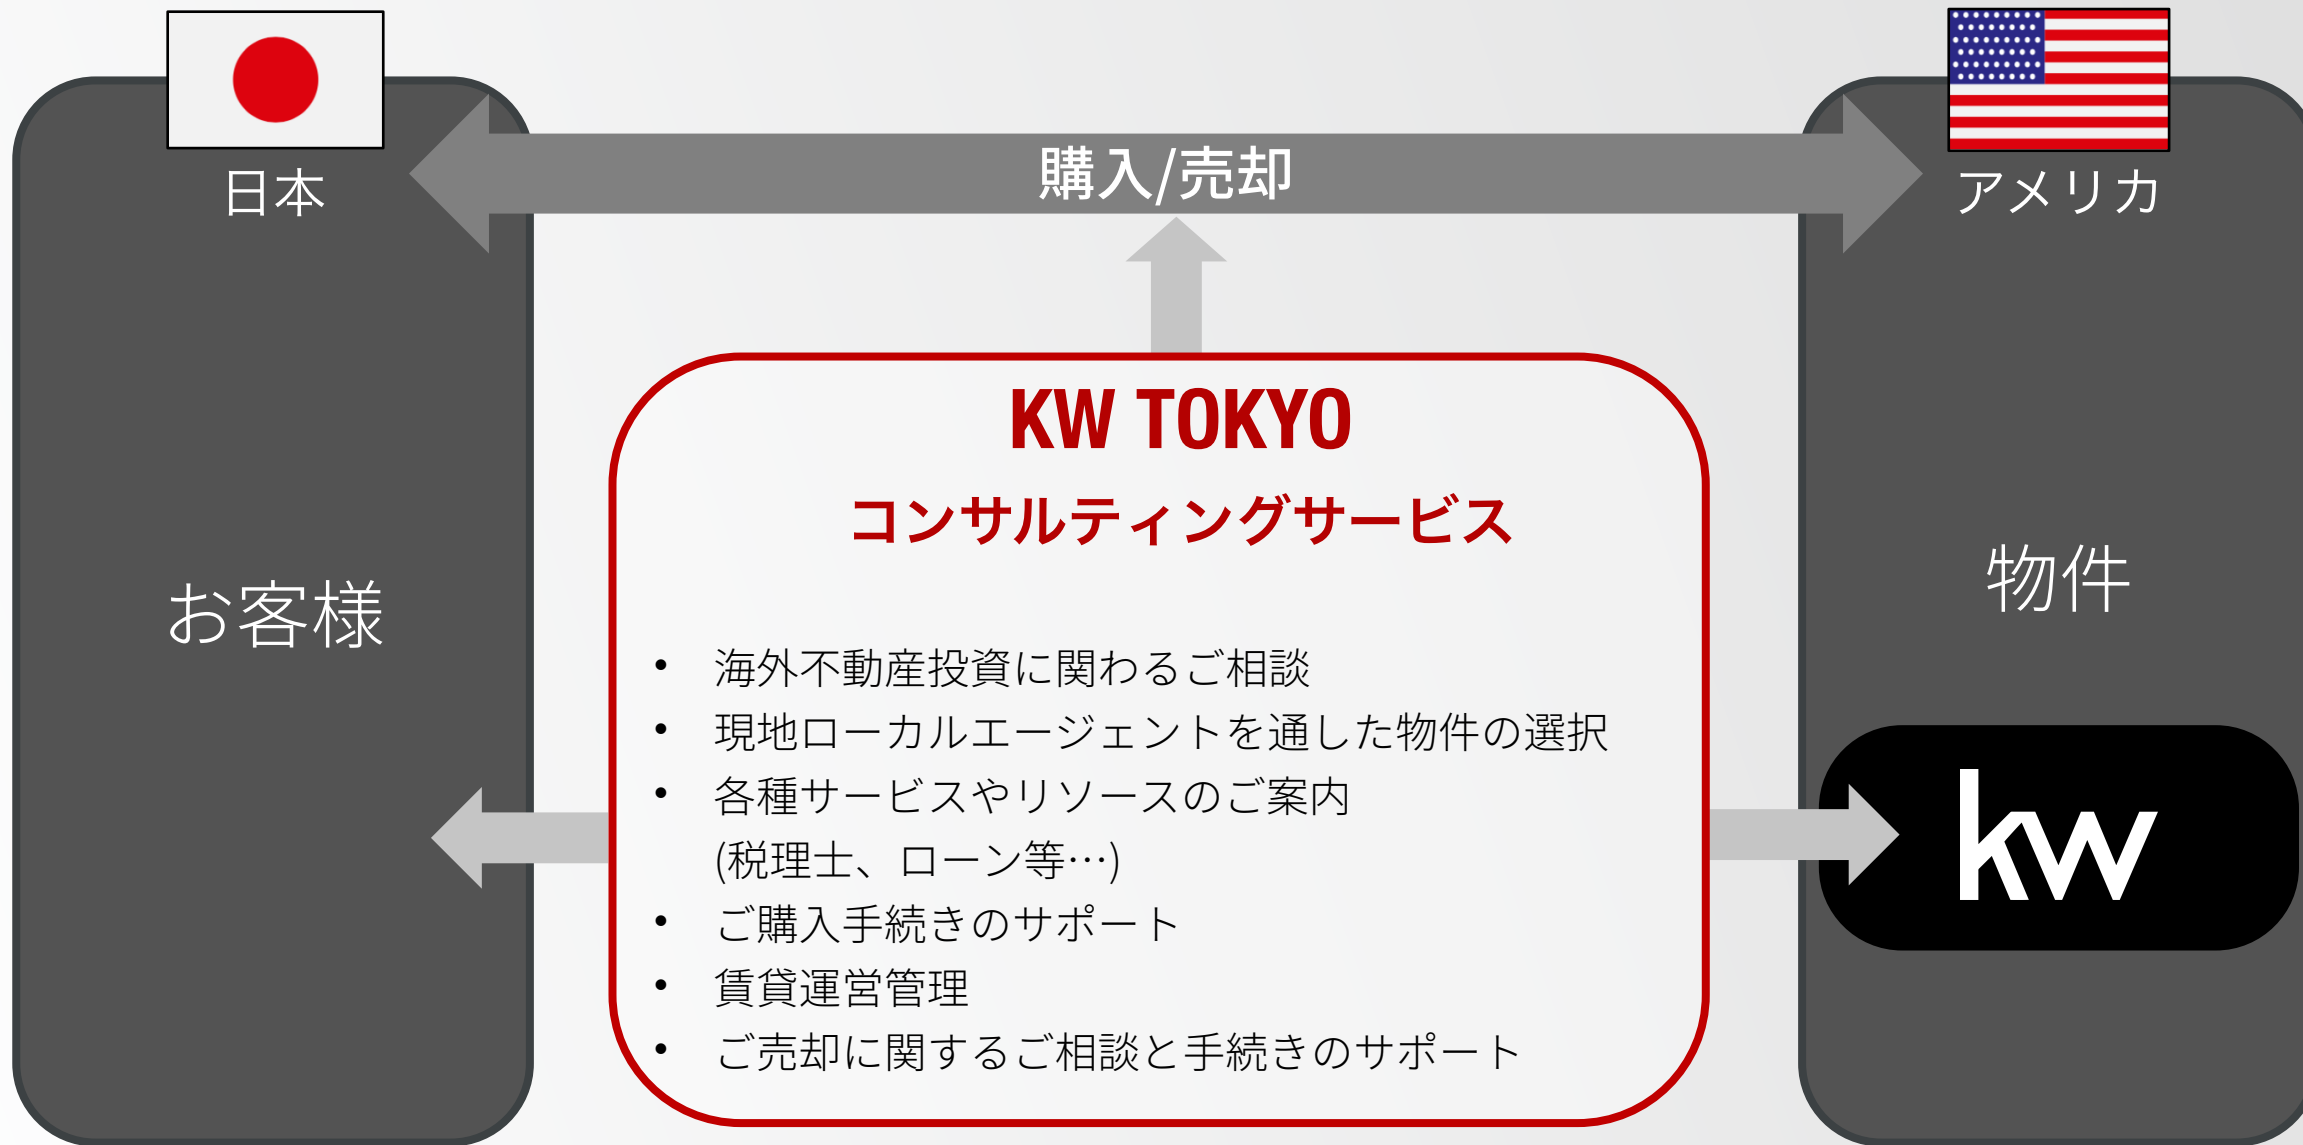 日本
購入/売却
アメリカ
KW TOKYO
コンサルティングサービス
お客様
物件
• 海外不動産投資に関わるご相談
• 現地ローカルエージェントを通した物件の選択
• 各種サービスやリソースのご案内
(税理士、ローン等…)
• ご購入手続きのサポート
• 賃貸運営管理
• ご売却に関するご相談と手続きのサポート
kw